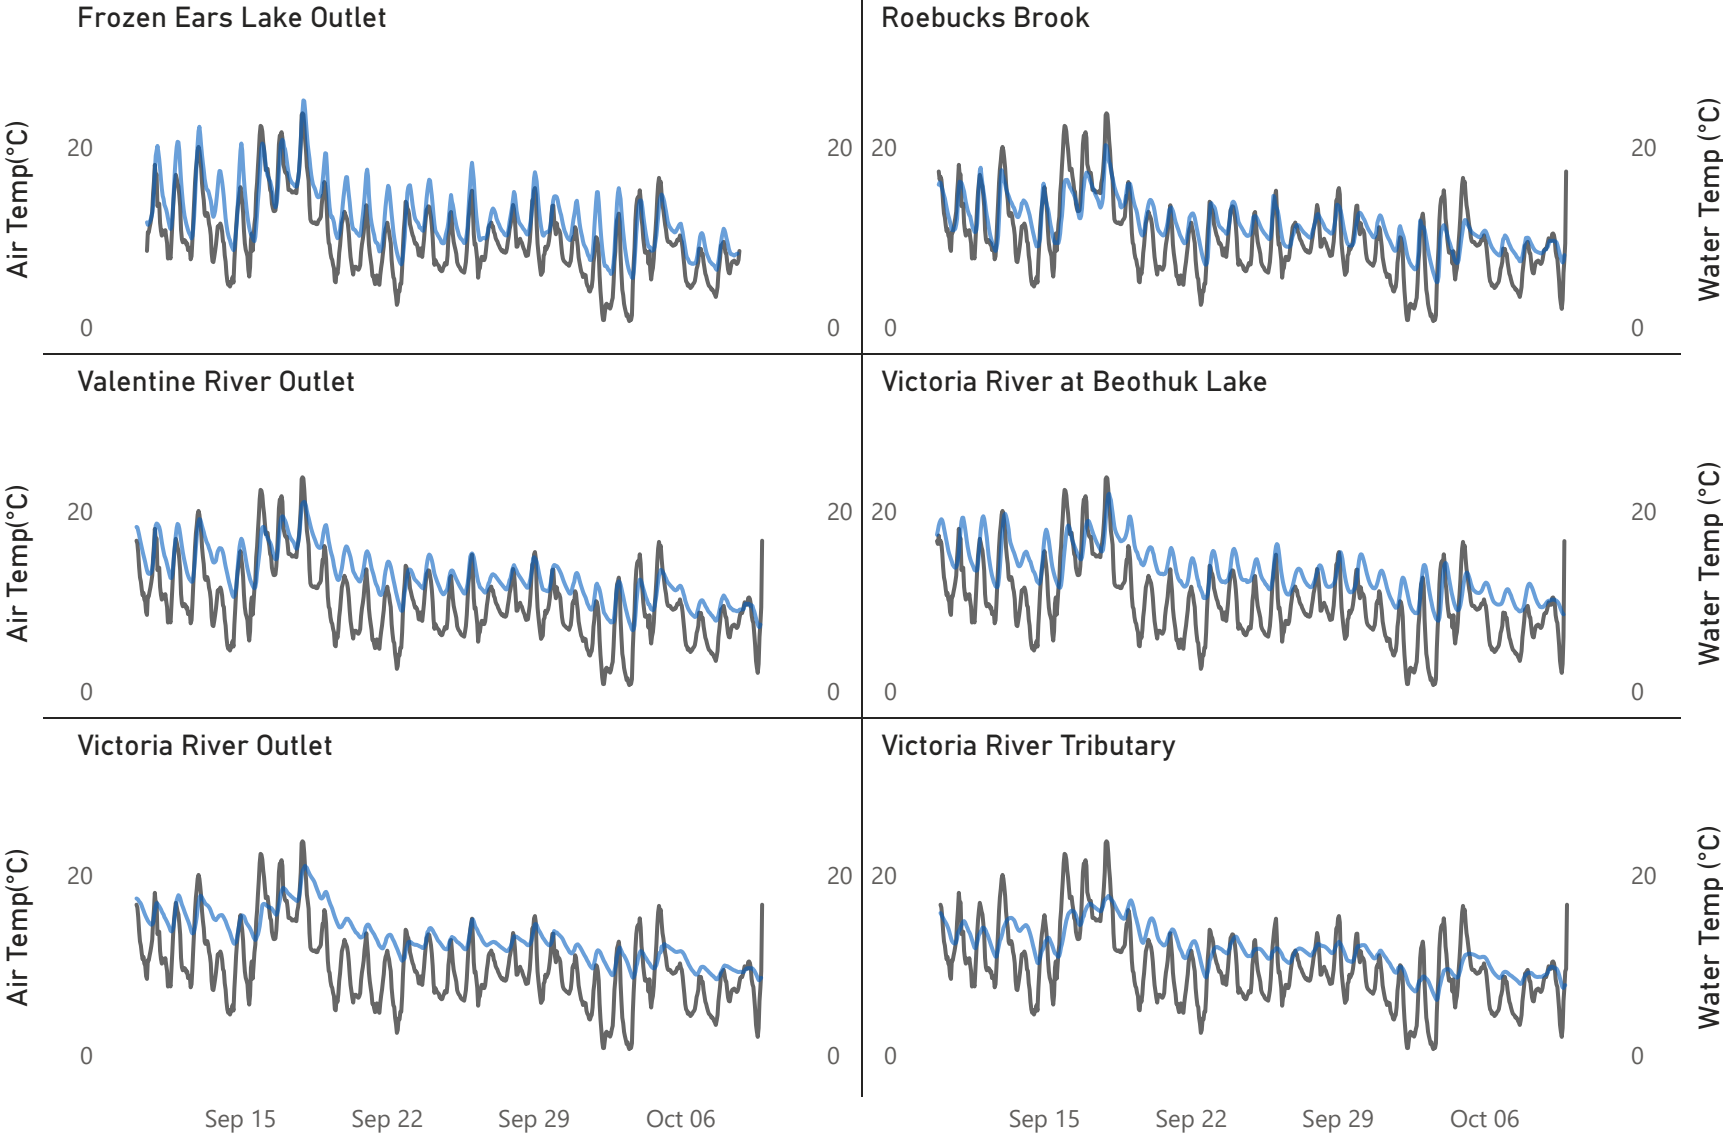 Frozen Ears Lake Outlet
Roebucks Brook
Air Temp(°C)
20
20
20
20
Water Temp (°C)
0
0
0
0
Valentine River Outlet
Victoria River at Beothuk Lake
Air Temp(°C)
20
20
20
20
Water Temp (°C)
0
0
0
0
Victoria River Outlet
Victoria River Tributary
Air Temp(°C)
20
20
20
20
Water Temp (°C)
0
0
0
0
Sep 15
Sep 22
Sep 29
Oct 06
Sep 15
Sep 22
Sep 29
Oct 06